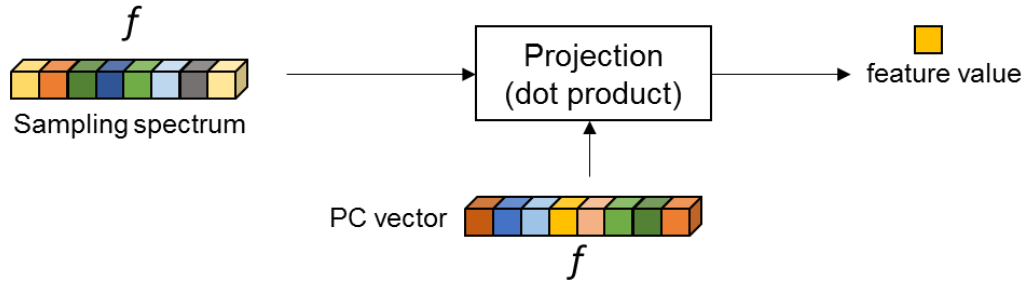 f
Sampling spectrum
Projection
(dot product)
feature value
PC vector
f